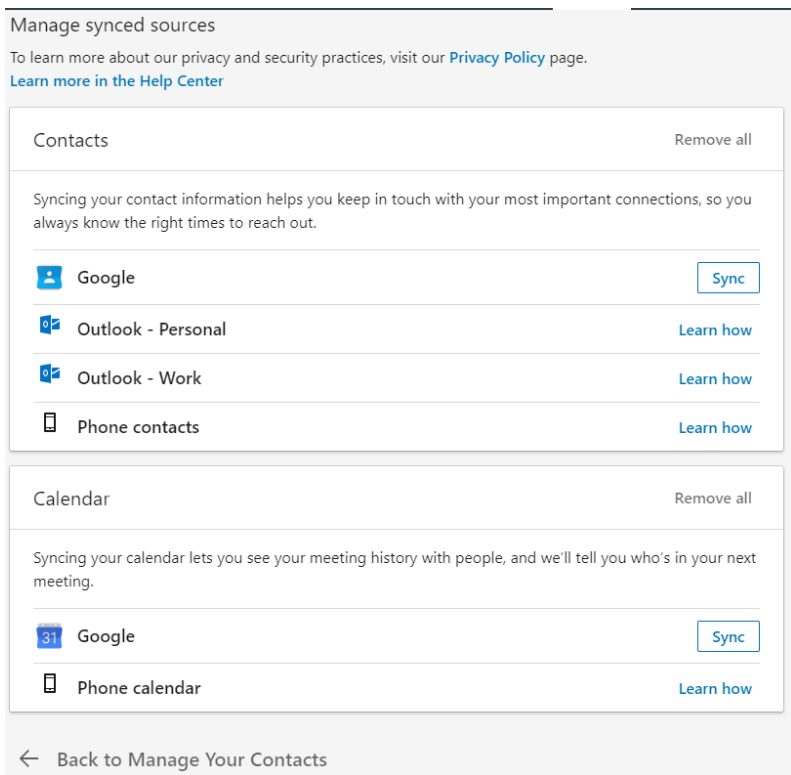 Manage synced sources
To learn more about our privacy and security practices, visit our Privacy Policy page.
Learn more in the Help Center
Contacts
Remove all
Syncing your contact information helps you keep in touch with your most important connections, so you
always know the right times to reach out.
Google
Sync
Outlook - Personal
Learn how
Outlook - Work
Learn how
Phone contacts
Learn how
Calendar
Remove all
Syncing your calendar lets you see your meeting history with people, and we'll tell you who's in your next
meeting.
31
Google
Sync
Phone calendar
Learn how
Back to Manage Your Contacts